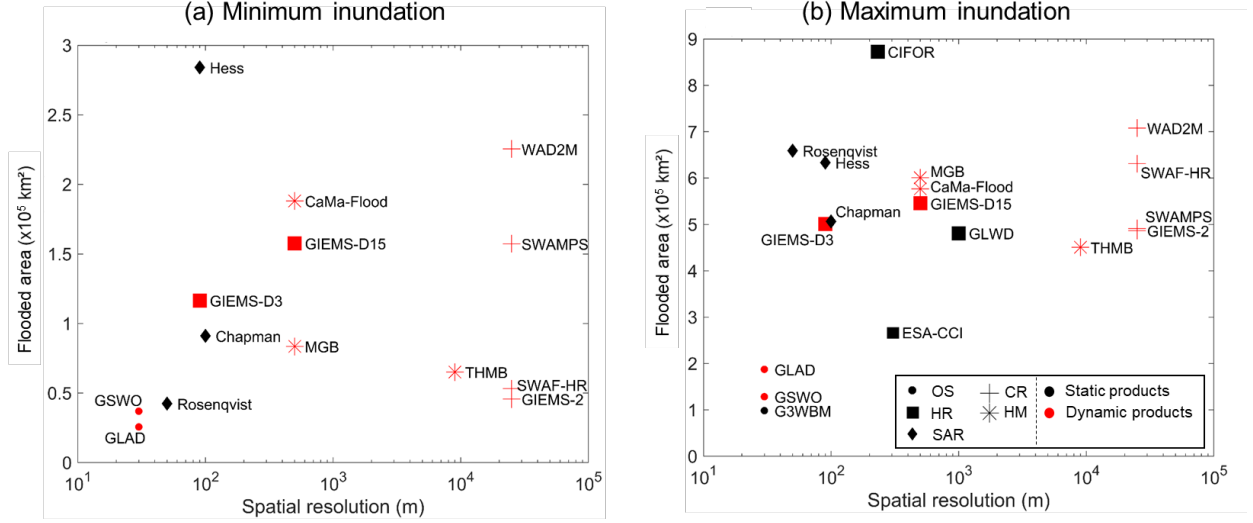 (a) Minimum inundation
3
2.5
2
1.5
1
0.5
0
Flooded area (x10⁵ km²)
Hess
WAD2M
CaMa-Flood
GIEMS-D15
SWAMPS
GIEMS-D3
Chapman
MGB
THMB
SWAF-HR
GIEMS-2
Rosenqvist
GSWO
GLAD
10¹
10²
10³
10⁴
10⁵
Spatial resolution (m)
(b) Maximum inundation
9
8
7
6
5
4
3
2
1
0
Flooded area (x10⁵ km²)
CIFOR
WAD2M
Rosenqvist
Hess
SWAF-HR
MGB
CaMa-Flood
GIEMS-D15
Chapman
GIEMS-D3
GLWD
SWAMPS
GIEMS-2
THMB
ESA-CCI
GLAD
GSWO
G3WBM
OS
CR
Static products
HR
HM
Dynamic products
SAR
10¹
10²
10³
10⁴
10⁵
Spatial resolution (m)